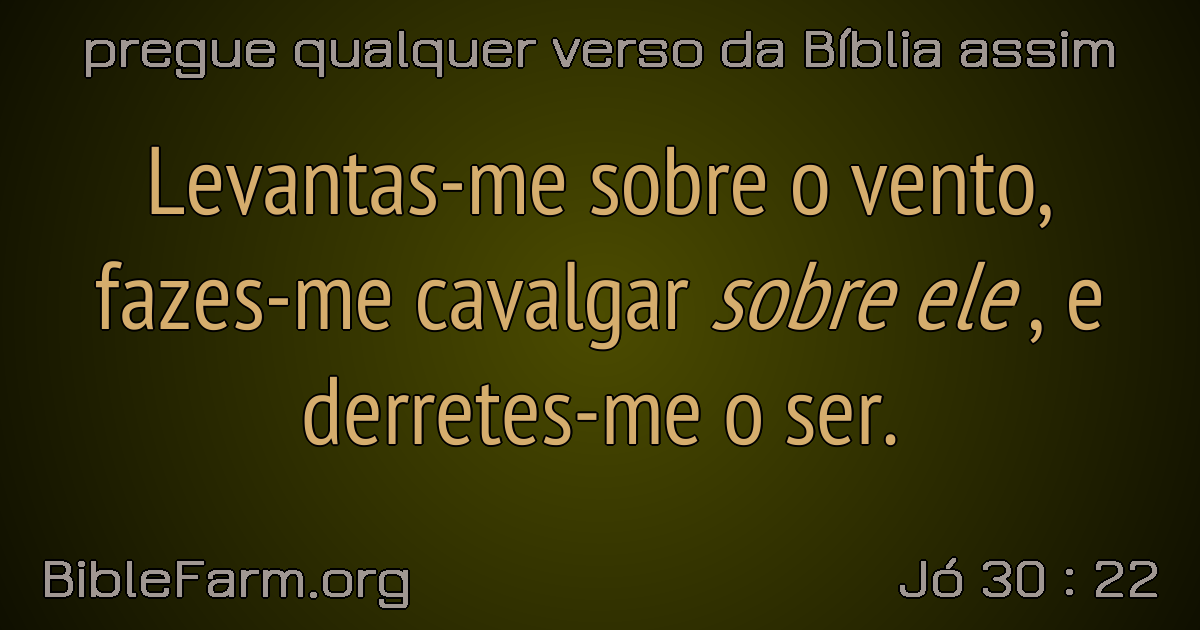 pregue qualquer verso da Bíblia assim
Levantas-me sobre o vento,
fazes-me cavalgar sobre ele , e
derretes-me o ser.
BibleFarm.org
Jó 30 : 22